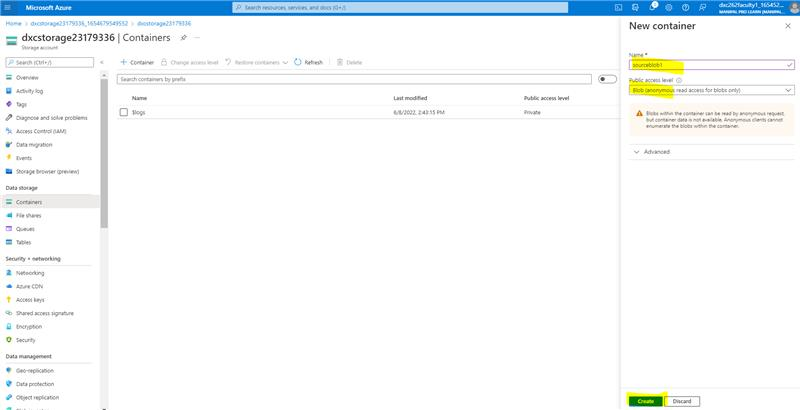 Microsoft Azure
Search resources, services, and docs (G+/)
dxc262faculty1_165452...
MANIPAL PRO LEARN (MANIPAL...
Home > dxcstorage23179336_1654679549552 > dxcstorage23179336
dxcstorage23179336 | Containers
Storage account
Search (Ctrl+/)
Overview
Activity log
Tags
Diagnose and solve problems
Access Control (IAM)
Data migration
Events
Storage browser (preview)
Data storage
Containers
File shares
Queues
Tables
Security + networking
Networking
Azure CDN
Access keys
Shared access signature
Encryption
Security
Data management
Geo-replication
Data protection
Object replication
Container
Change access level
Restore containers
Refresh
Delete
Search containers by prefix
Name Last modified Public access level
$logs 6/8/2022, 2:43:15 PM Private
New container
Name *
sourceblob1
Public access level
Blob (anonymous read access for blobs only)
Blobs within the container can be read by anonymous request,
but container data is not available. Anonymous clients cannot
enumerate the blobs within the container.
Advanced
Create Discard